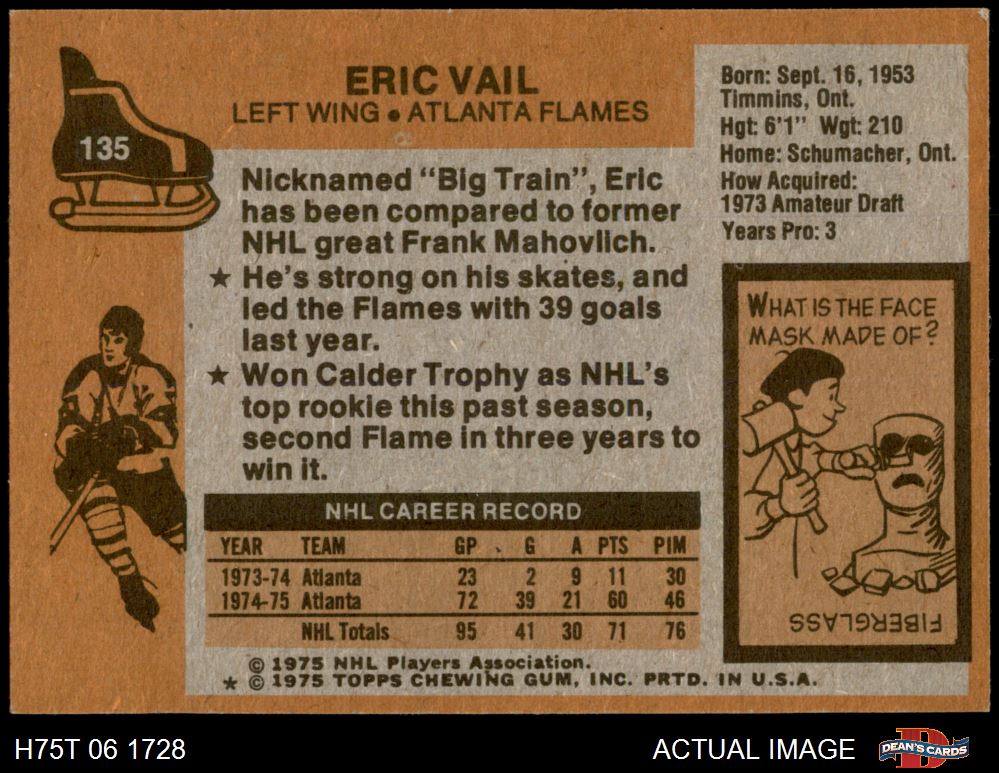 135
ERIC VAIL
LEFT WING • ATLANTA FLAMES
Born: Sept. 16, 1953
Timmins, Ont.
Hgt: 6'1" Wgt: 210
Home: Schumacher, Ont.
How Acquired:
1973 Amateur Draft
Years Pro: 3
Nicknamed "Big Train", Eric
has been compared to former
NHL great Frank Mahovlich.
★ He's strong on his skates, and
led the Flames with 39 goals
last year.
★ Won Calder Trophy as NHL's
top rookie this past season,
second Flame in three years to
win it.
WHAT IS THE FACE
MASK MADE OF?
FIBERGLASS
NHL CAREER RECORD
YEAR TEAM GP G A PTS PIM
1973-74 Atlanta 23 2 9 11 30
1974-75 Atlanta 72 39 21 60 46
NHL Totals 95 41 30 71 76
© 1975 NHL Players Association.
★ © 1975 TOPPS CHEWING GUM, INC. PRTD. IN U.S.A.
H75T 06 1728
ACTUAL IMAGE
D
DEAN'S CARDS